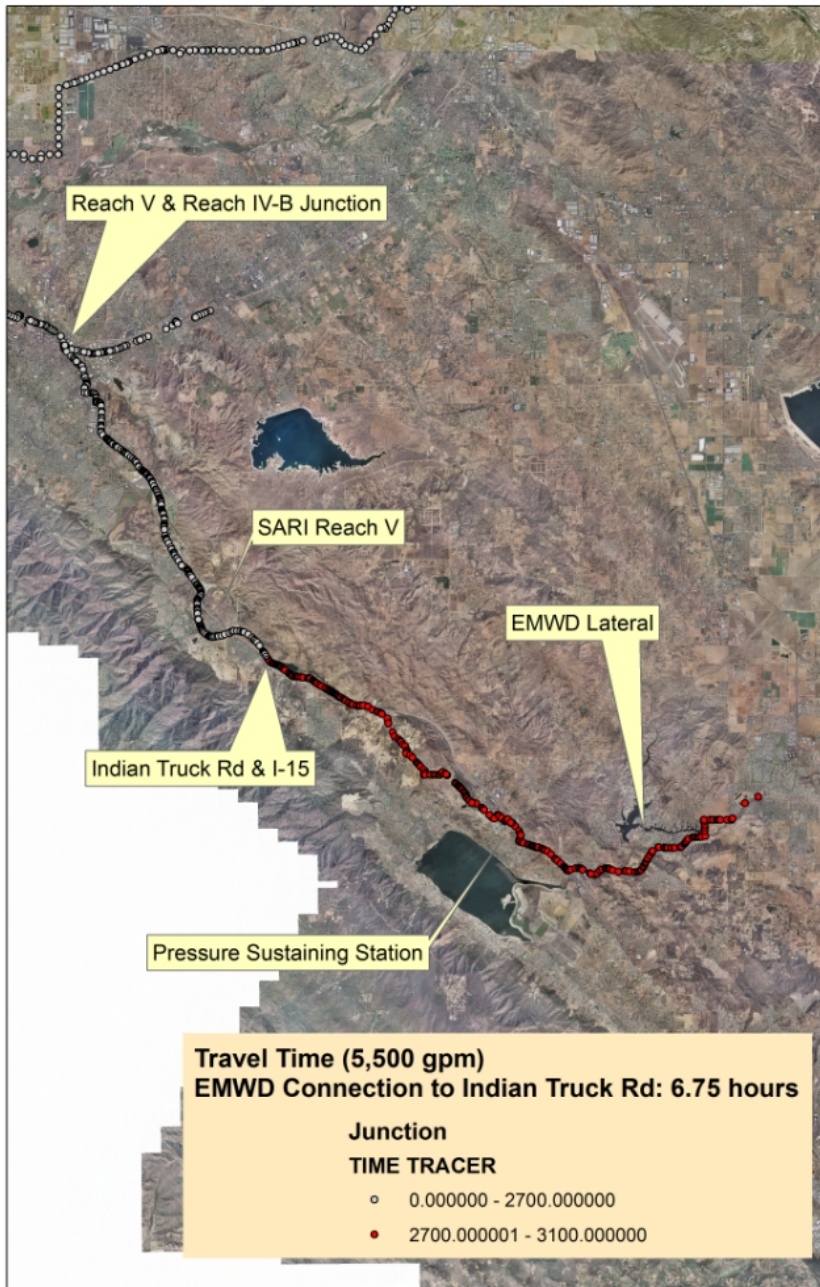 Reach V & Reach IV-B Junction
SARI Reach V
EMWD Lateral
Indian Truck Rd & I-15
Pressure Sustaining Station
Travel Time (5,500 gpm)
EMWD Connection to Indian Truck Rd: 6.75 hours
Junction
TIME TRACER
0.000000 - 2700.000000
2700.000001 - 3100.000000